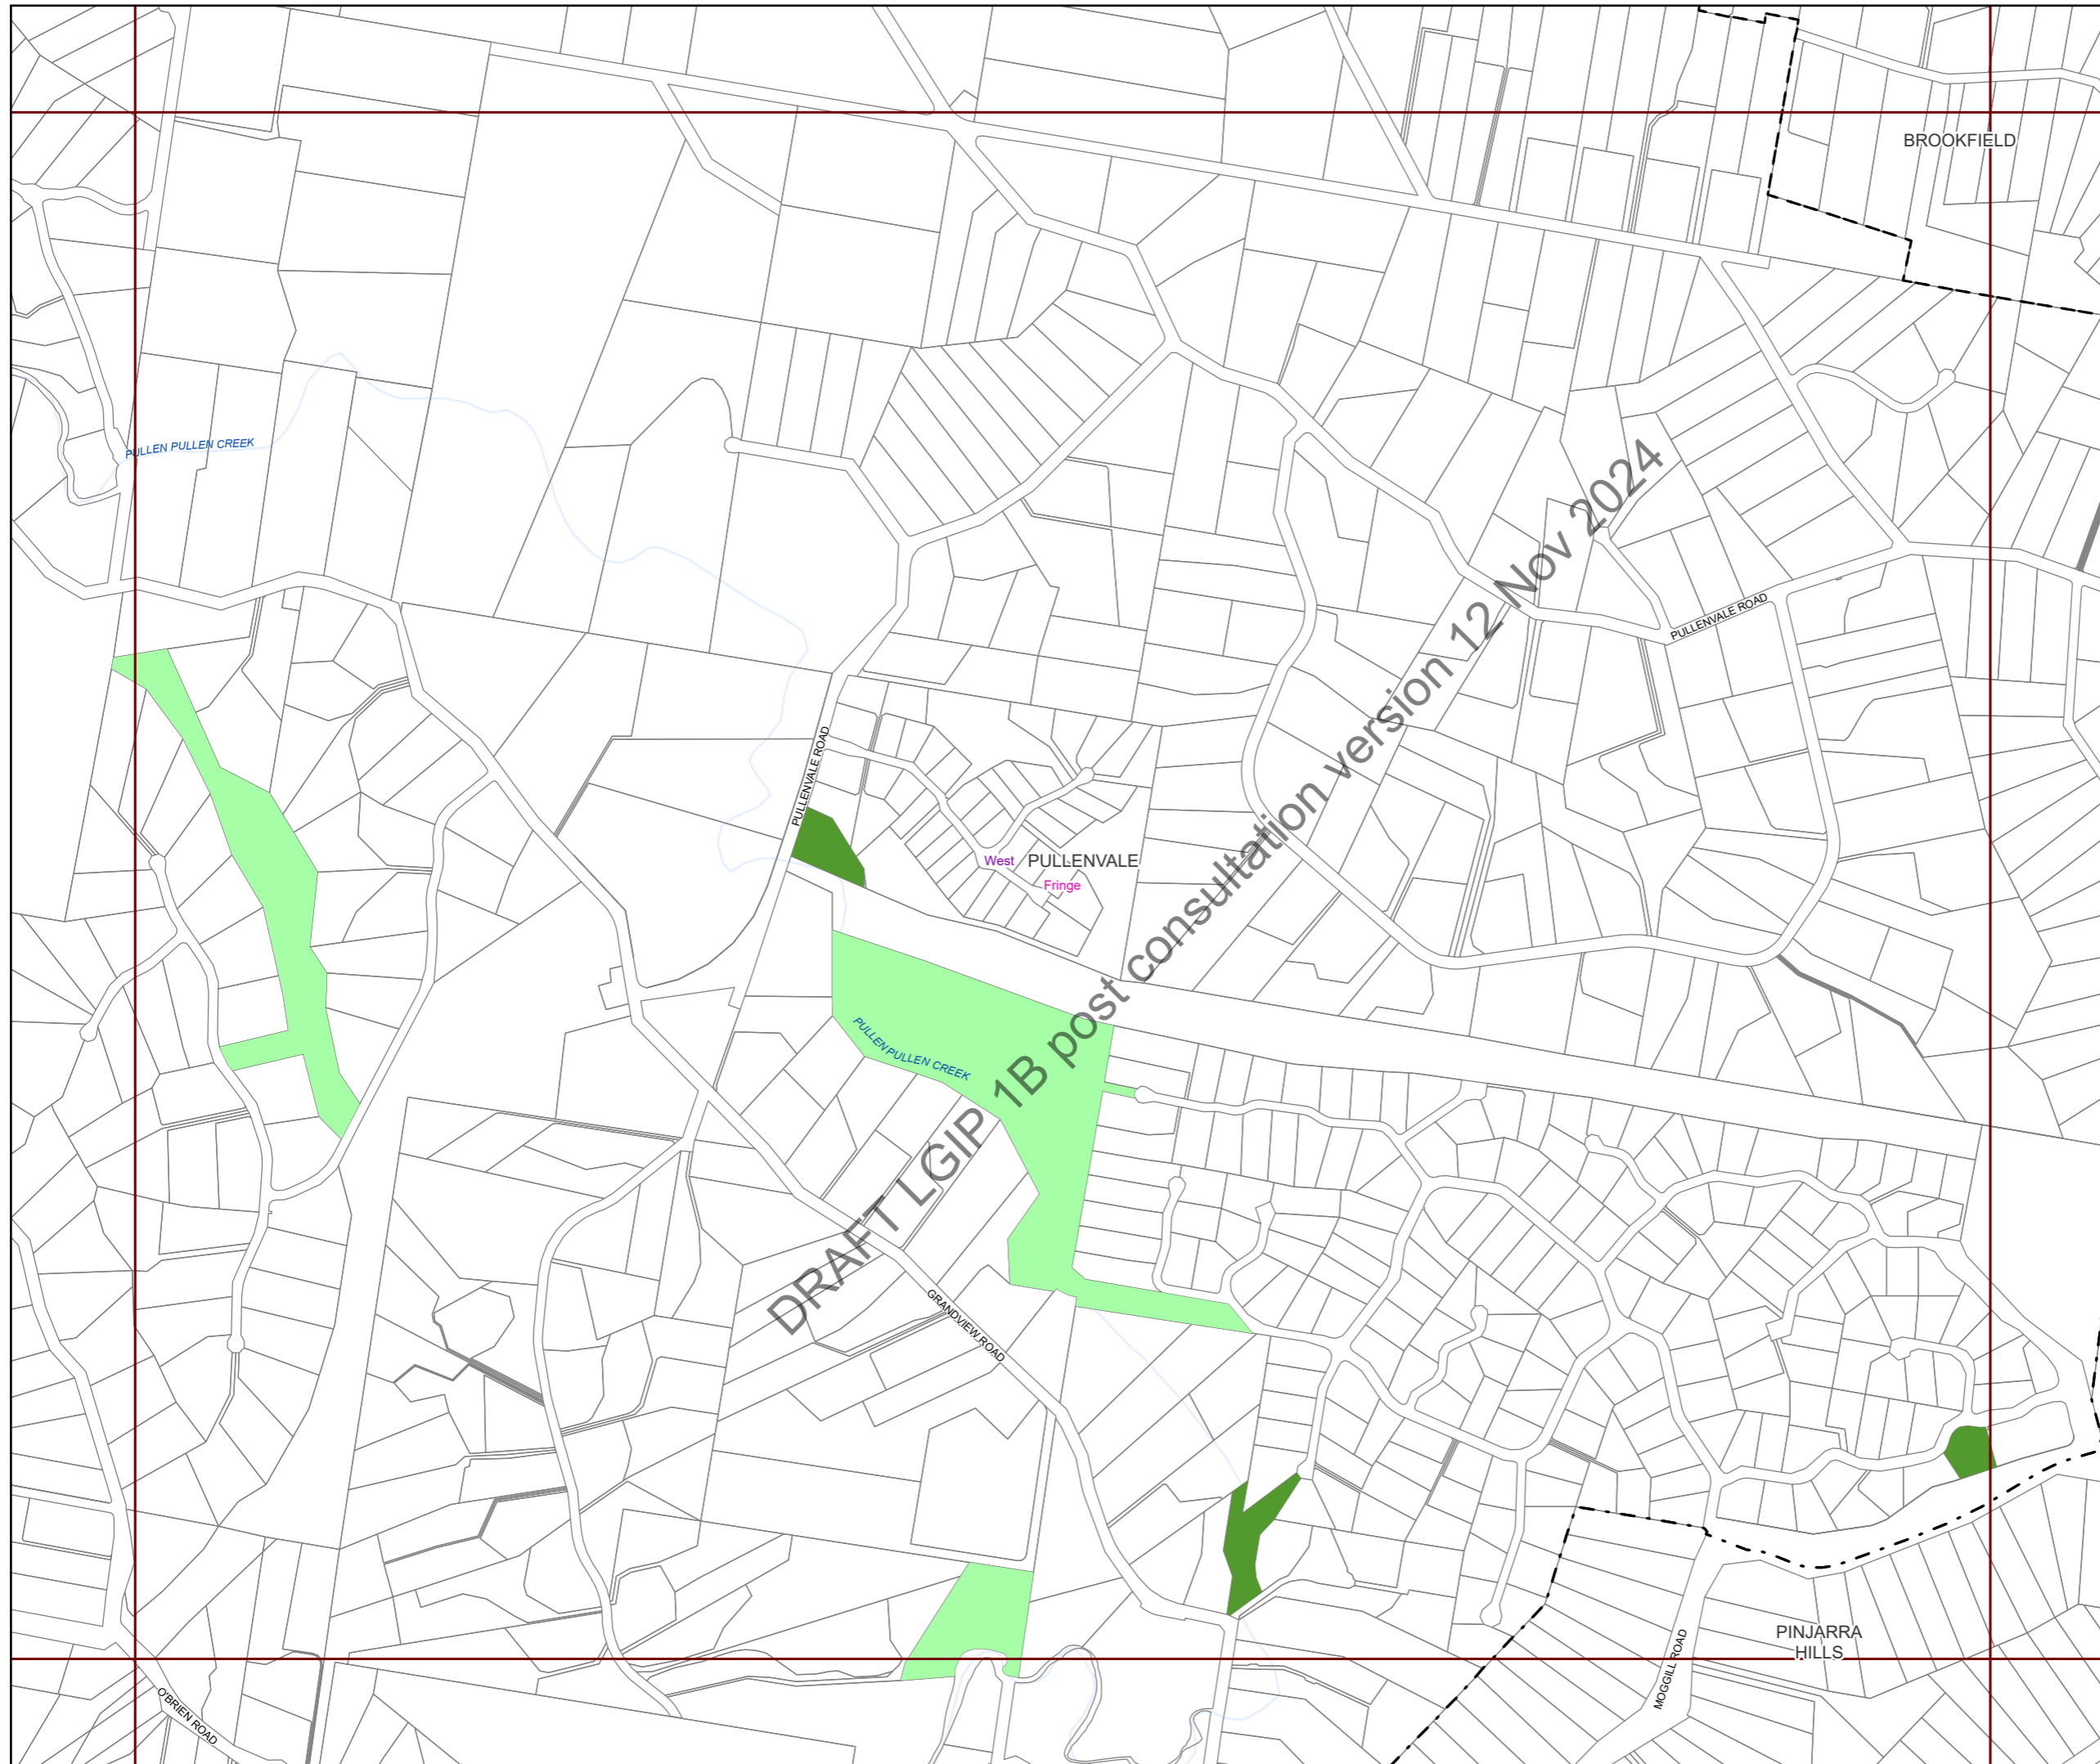 BROOKFIELD
PULLEN PULLEN CREEK
PULLENVALE ROAD
PULLENVALE ROAD
West
PULLENVALE
Fringe
DRAFT LGIP 1B post consultation version 12 Nov 2024
PULLEN PULLEN CREEK
GRANDVIEW ROAD
PINJARRA
HILLS
MOGGILL ROAD
O'BRIEN ROAD